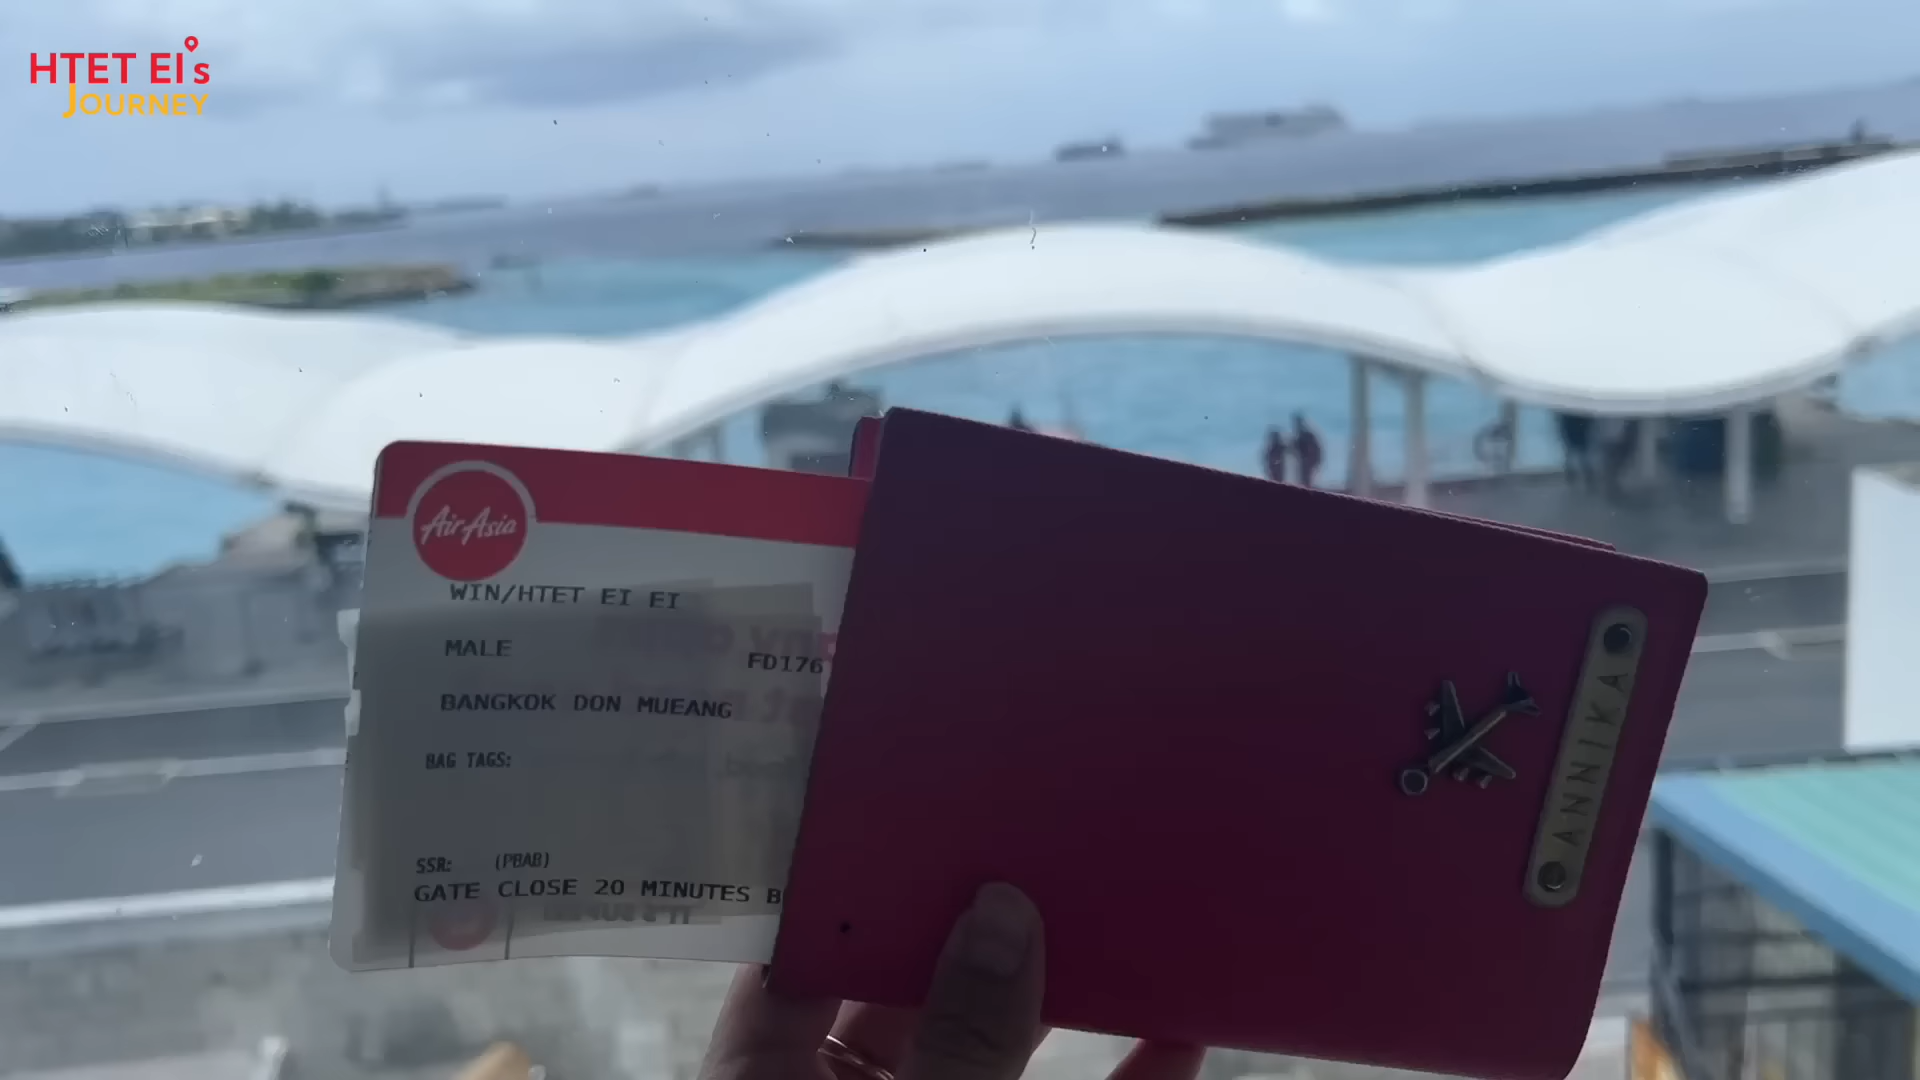 HTET EI's
JOURNEY
AirAsia
WIN/HTET EI EI
MALE
FD176
BANGKOK DON MUEANG
BAG TAGS:
SSR: (PBAB)
GATE CLOSE 20 MINUTES B
ANNIKA